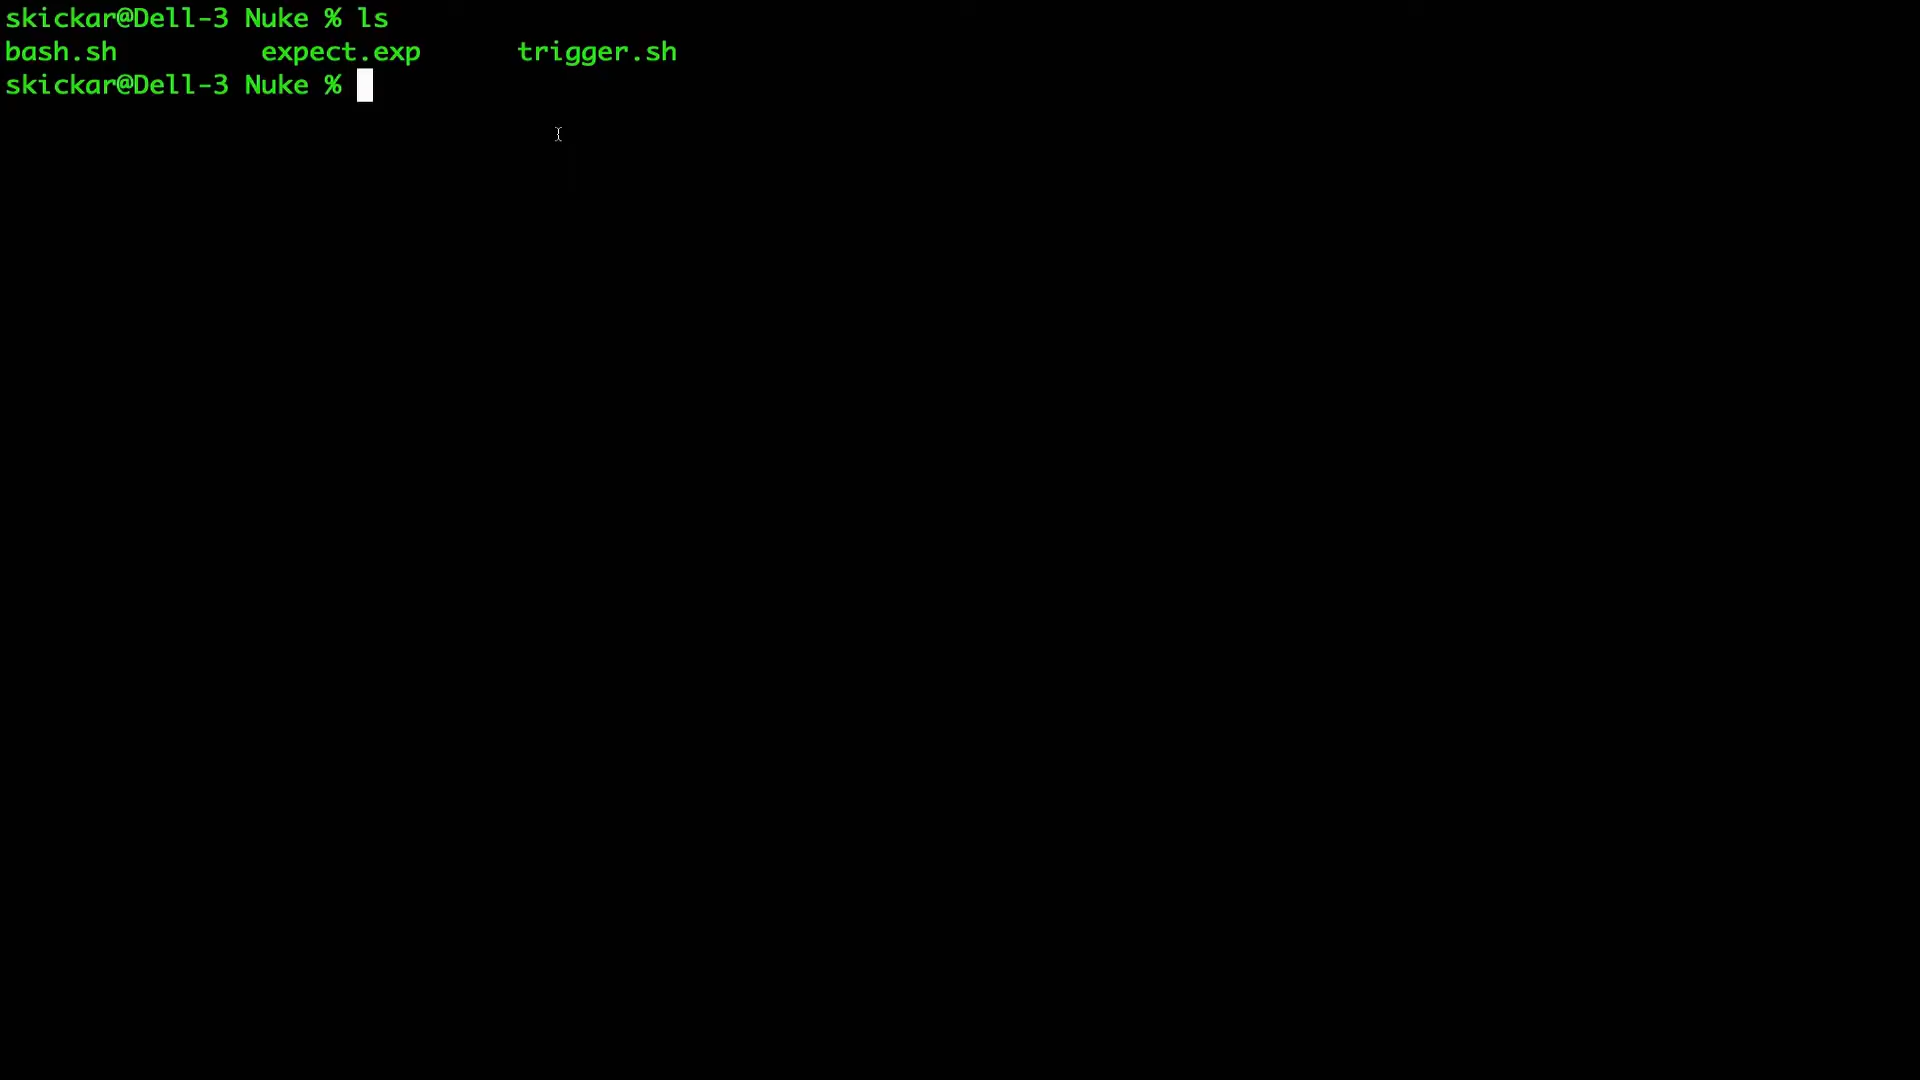 skickar@Dell-3 Nuke % ls
bash.sh         expect.exp      trigger.sh
skickar@Dell-3 Nuke %